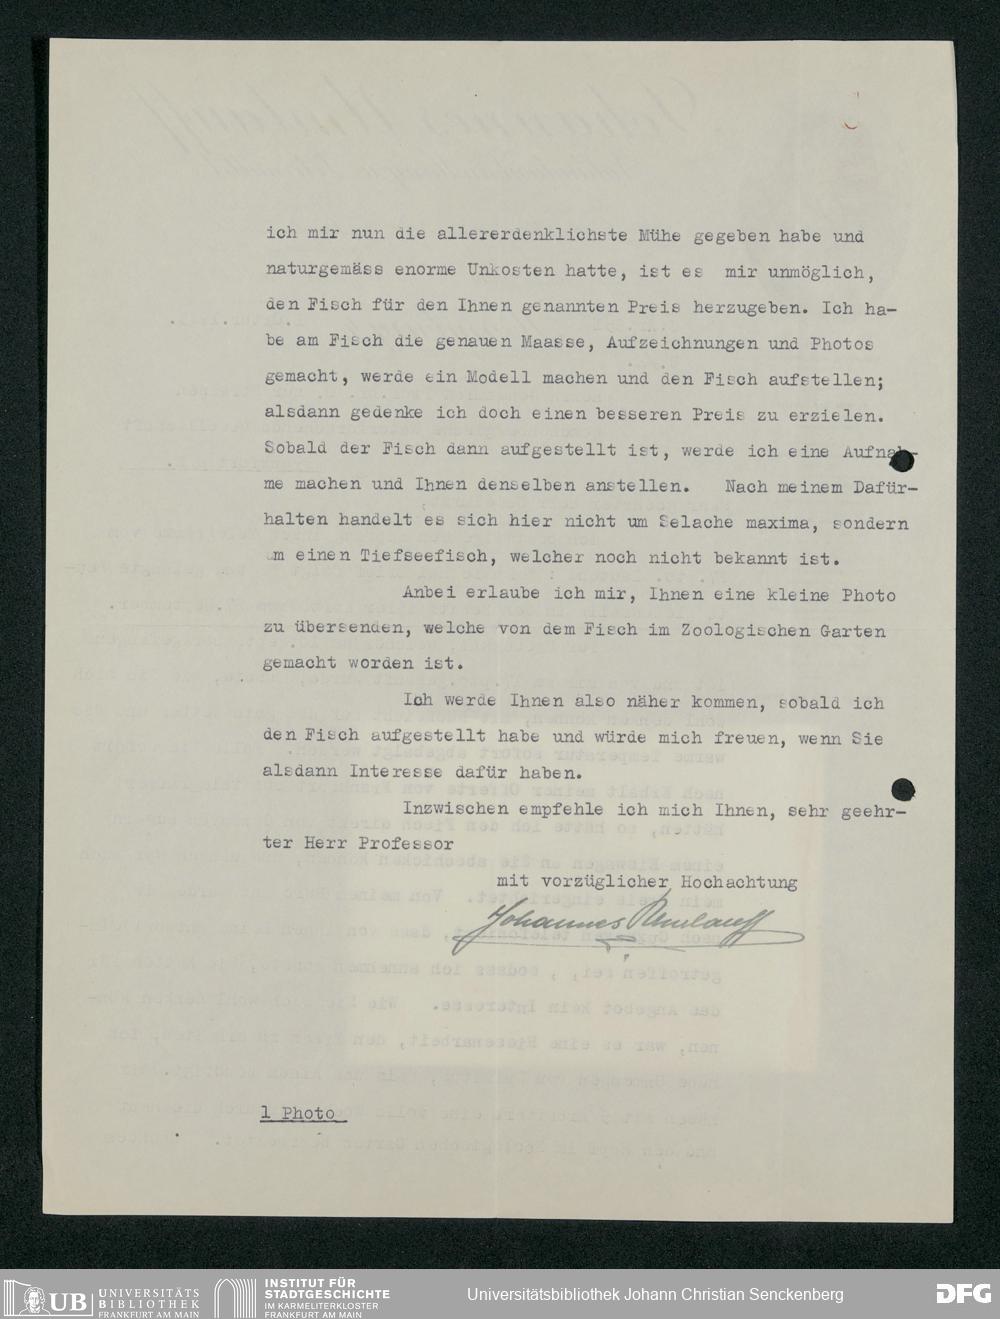 ich mir nun die allererdenklichste Mühe gegeben habe und
naturgemäss enorme Unkosten hatte, ist es mir unmöglich,
den Fisch für den Ihnen genannten Preis herzugeben. Ich ha-
be am Fisch die genauen Maasse, Aufzeichnungen und Photos
gemacht, werde ein Modell machen und den Fisch aufstellen;
alsdann gedenke ich doch einen besseren Preis zu erzielen.
Sobald der Fisch dann aufgestellt ist, werde ich eine Aufnah-
me machen und Ihnen denselben anstellen. Nach meinem Dafür-
halten handelt es sich hier nicht um Selache maxima, sondern
um einen Tiefseefisch, welcher noch nicht bekannt ist.
Anbei erlaube ich mir, Ihnen eine kleine Photo
zu übersenden, welche von dem Fisch im Zoologischen Garten
gemacht worden ist.
Ich werde Ihnen also näher kommen, sobald ich
den Fisch aufgestellt habe und würde mich freuen, wenn Sie
alsdann Interesse dafür haben.
Inzwischen empfehle ich mich Ihnen, sehr geehr-
ter Herr Professor
mit vorzüglicher Hochachtung
Johannes Umlauff
1 Photo
UB UNIVERSITÄTS BIBLIOTHEK FRANKFURT AM MAIN
INSTITUT FÜR STADTGESCHICHTE IM KARMELITERKLOSTER FRANKFURT AM MAIN
Universitätsbibliothek Johann Christian Senckenberg
DFG